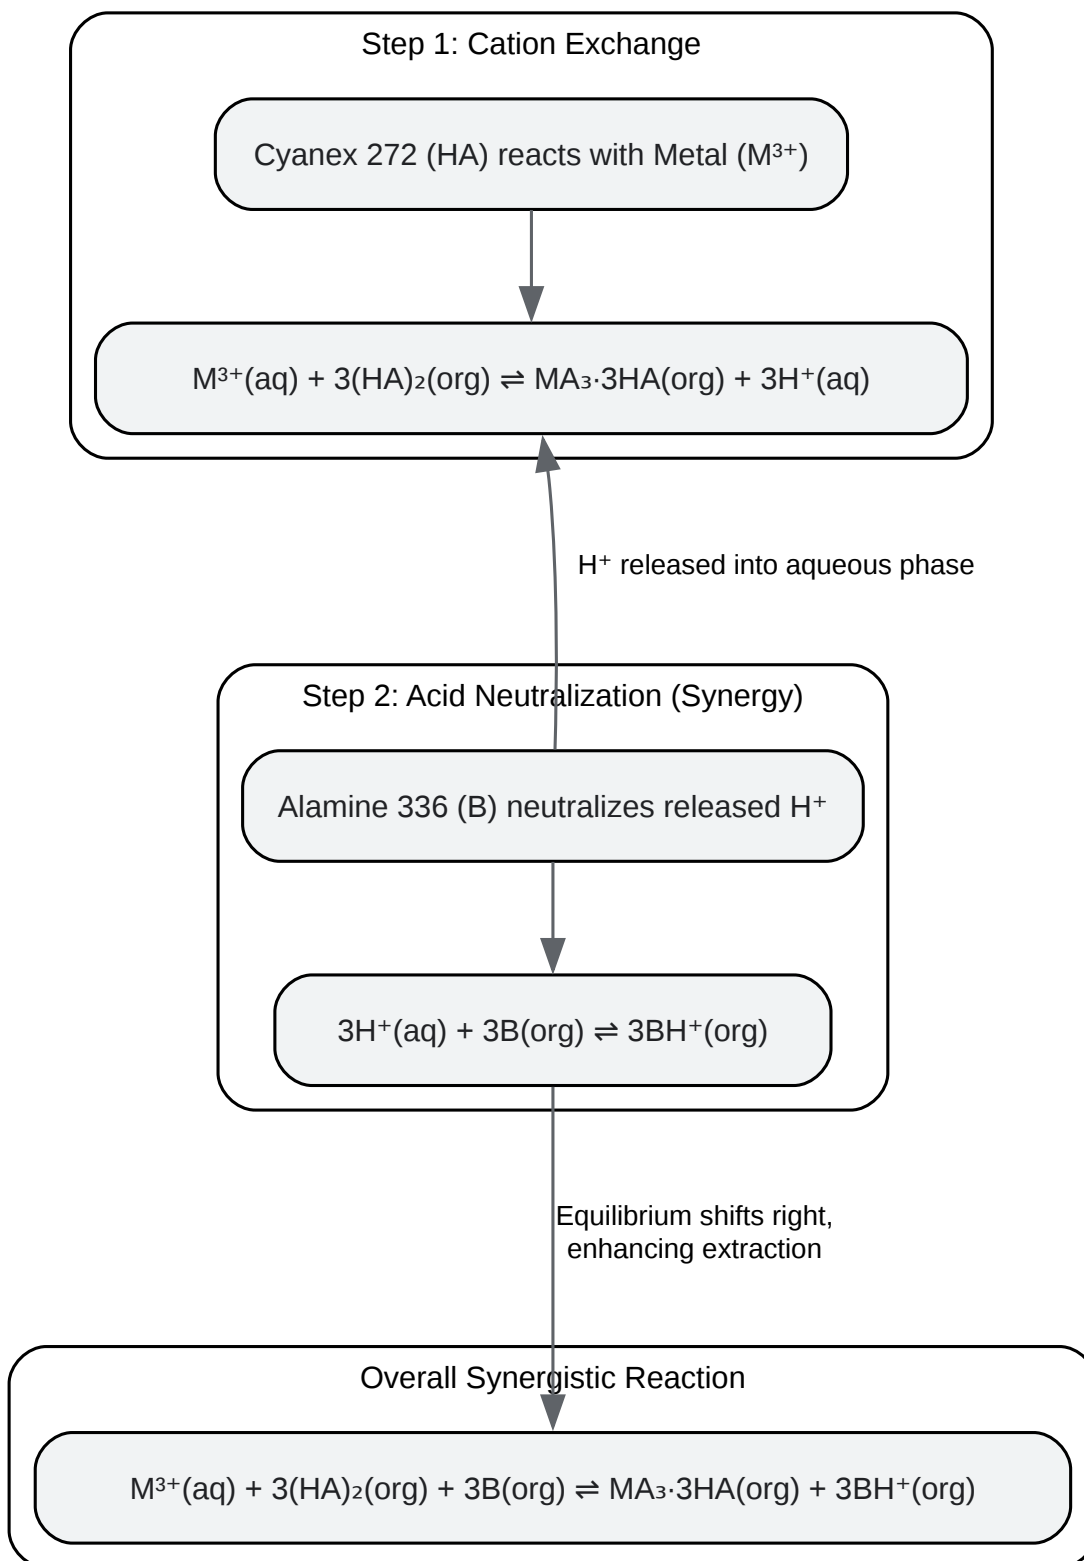 Step 1: Cation Exchange
Cyanex 272 (HA) reacts with Metal (M³⁺)
M³⁺(aq) + 3(HA)₂(org) ⇌ MA₃·3HA(org) + 3H⁺(aq)
H⁺ released into aqueous phase
Step 2: Acid Neutralization (Synergy)
Alamine 336 (B) neutralizes released H⁺
3H⁺(aq) + 3B(org) ⇌ 3BH⁺(org)
Equilibrium shifts right,
enhancing extraction
Overall Synergistic Reaction
M³⁺(aq) + 3(HA)₂(org) + 3B(org) ⇌ MA₃·3HA(org) + 3BH⁺(org)